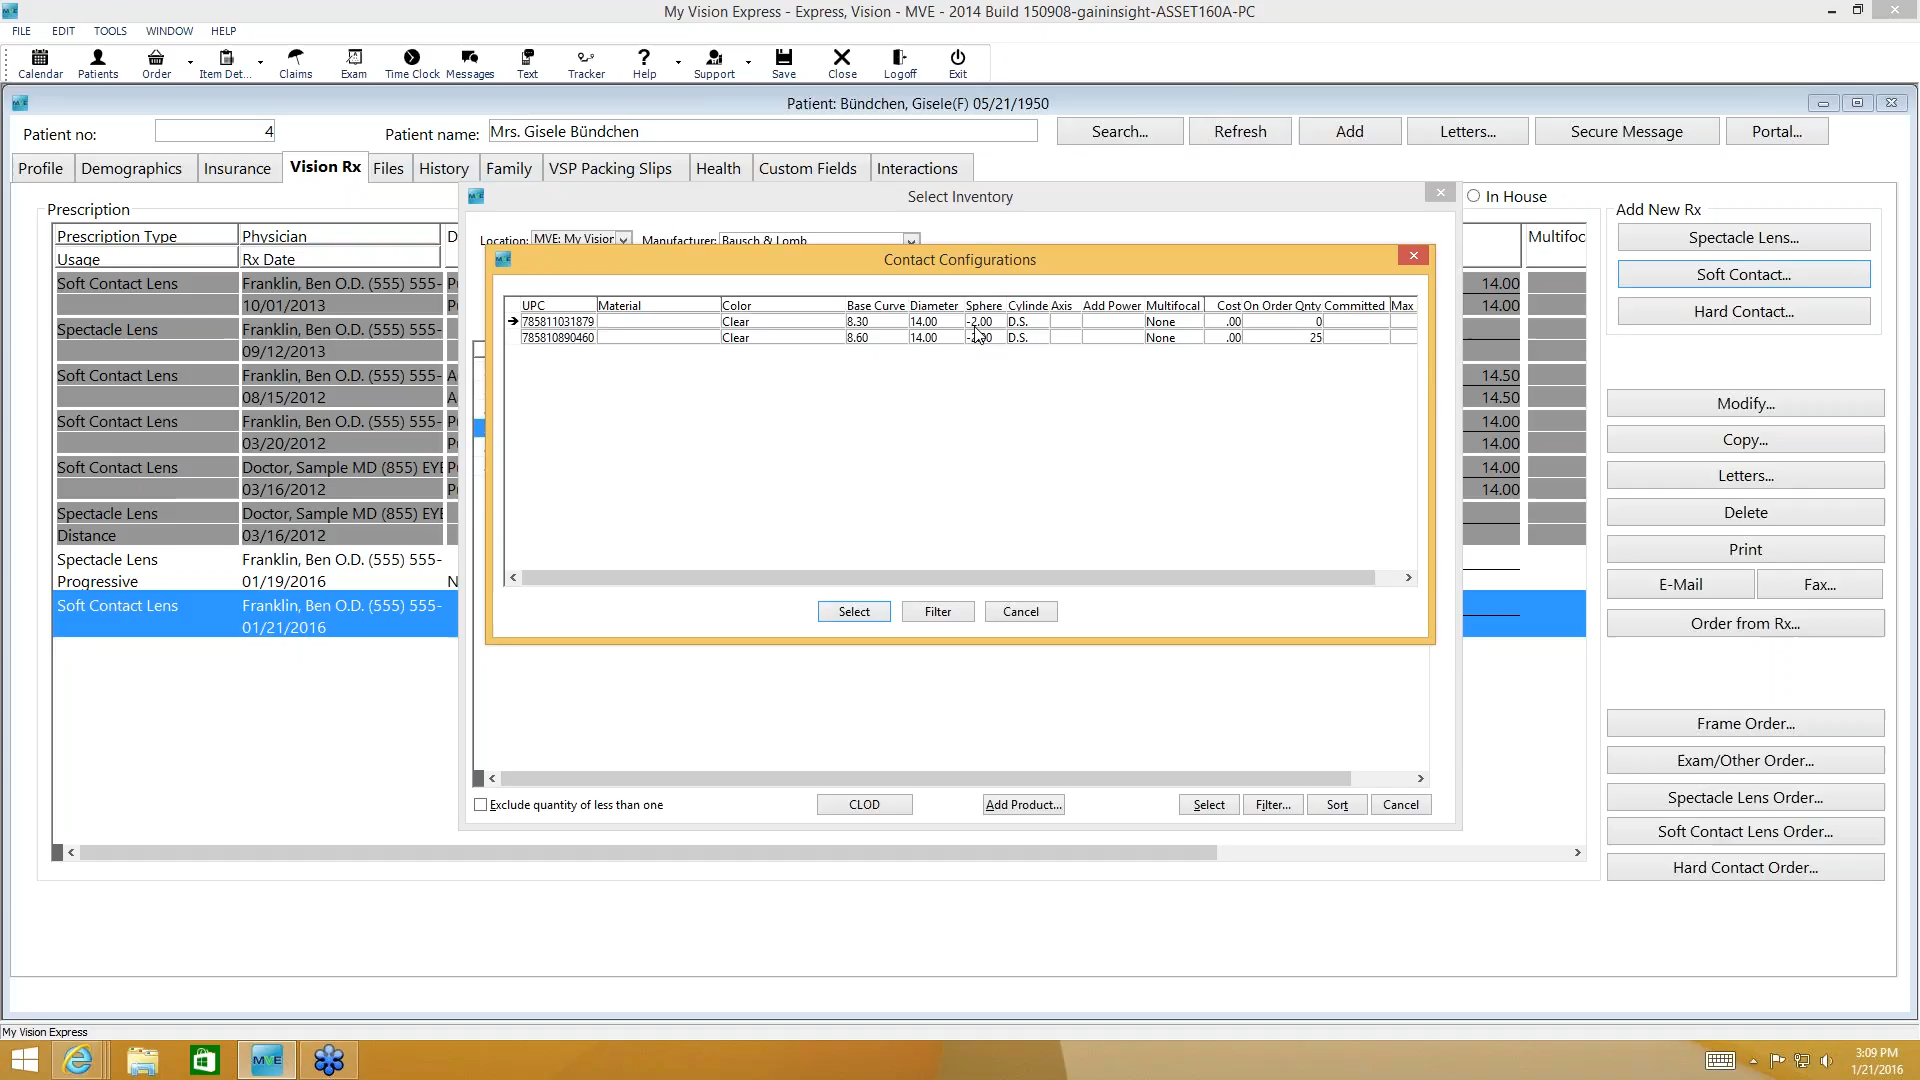 My Vision Express - Express, Vision - MVE - 2014 Build 150908-gaininsight-ASSET160A-PC
FILE EDIT TOOLS WINDOW HELP
Calendar Patients Order Item Det... Claims Exam Time Clock Messages Text Tracker Help Support Save Close Logoff Exit
Patient: Bündchen, Gisele(F) 05/21/1950
Patient no: 4 Patient name: Mrs. Gisele Bündchen Search... Refresh Add Letters... Secure Message Portal...
Profile Demographics Insurance Vision Rx Files History Family VSP Packing Slips Health Custom Fields Interactions
Select Inventory
In House
Prescription
Add New Rx
Prescription Type Physician D
Multifoc
Usage Rx Date
Location: MVE: My Vision Manufacturer: Bausch & Lomb
Spectacle Lens...
Soft Contact...
Hard Contact...
Contact Configurations
UPC Material Color Base Curve Diameter Sphere Cylinde Axis Add Power Multifocal Cost On Order Qnty Committed Max
785811031879 Clear 8.30 14.00 -2.00 D.S. None .00 0
785810890460 Clear 8.60 14.00 D.S. None .00 25
Select Filter Cancel
Soft Contact Lens Franklin, Ben O.D. (555) 555- 14.00
10/01/2013 14.00
Spectacle Lens Franklin, Ben O.D. (555) 555-
09/12/2013
Soft Contact Lens Franklin, Ben O.D. (555) 555- 14.50
08/15/2012 14.50
Soft Contact Lens Franklin, Ben O.D. (555) 555- 14.00
03/20/2012 14.00
Soft Contact Lens Doctor, Sample MD (855) EYE 14.00
03/16/2012 14.00
Spectacle Lens Doctor, Sample MD (855) EYE
Distance 03/16/2012
Spectacle Lens Franklin, Ben O.D. (555) 555-
Progressive 01/19/2016 N
Soft Contact Lens Franklin, Ben O.D. (555) 555-
01/21/2016
Modify...
Copy...
Letters...
Delete
Print
E-Mail Fax...
Order from Rx...
Frame Order...
Exam/Other Order...
Spectacle Lens Order...
Soft Contact Lens Order...
Hard Contact Order...
Exclude quantity of less than one CLOD Add Product... Select Filter... Sort Cancel
My Vision Express
MVE
3:09 PM
1/21/2016